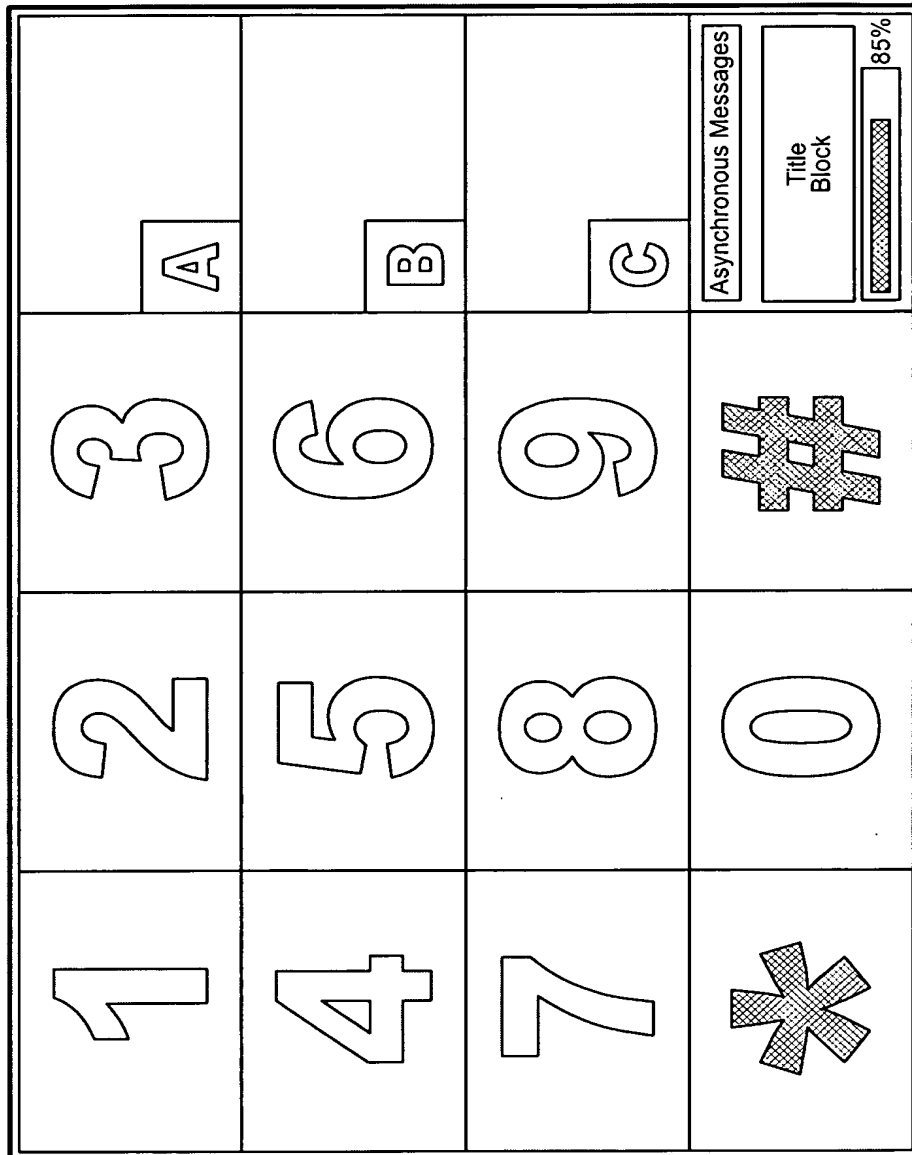 1 2 3 A
4 5 6 B
7 8 9 C
* 0 #
Asynchronous Messages
Title
Block
85%